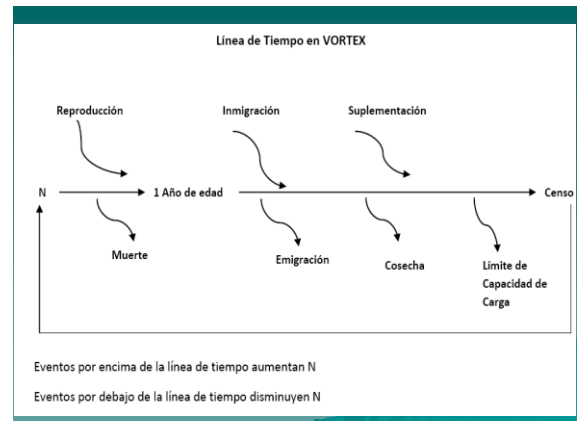 Línea de Tiempo en VORTEX
Reproducción
Inmigración
Suplementación
N
1 Año de edad
Censo
Muerte
Emigración
Cosecha
Límite de
Capacidad de
Carga
Eventos por encima de la línea de tiempo aumentan N
Eventos por debajo de la línea de tiempo disminuyen N